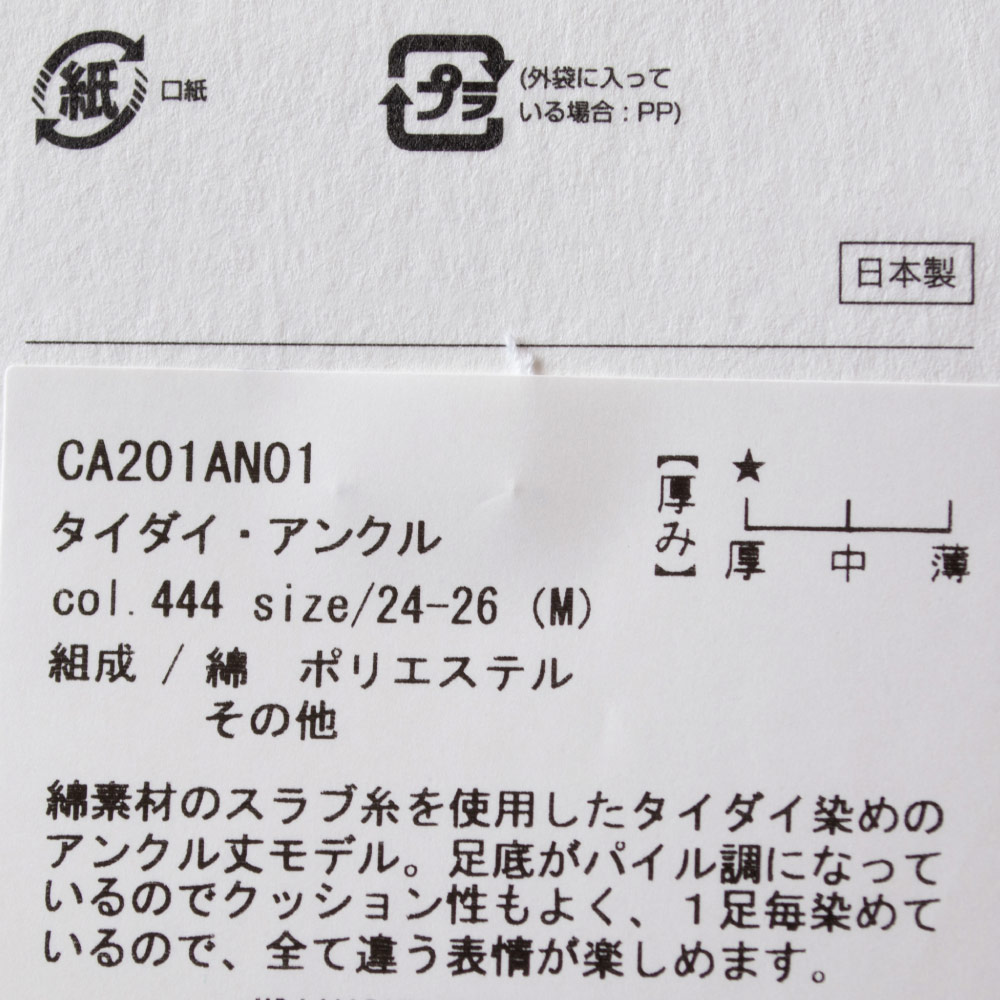 紙 口紙
プラ (外袋に入って
いる場合：PP)
日本製
CA201AN01
タイダイ・アンクル
col.444 size/24-26 (M)
組成/綿 ポリエステル
その他
【厚み】
★
厚 中 薄
綿素材のスラブ糸を使用したタイダイ染めの
アンクル丈モデル。足底がパイル調になって
いるのでクッション性もよく、1足毎染めて
いるので、全て違う表情が楽しめます。